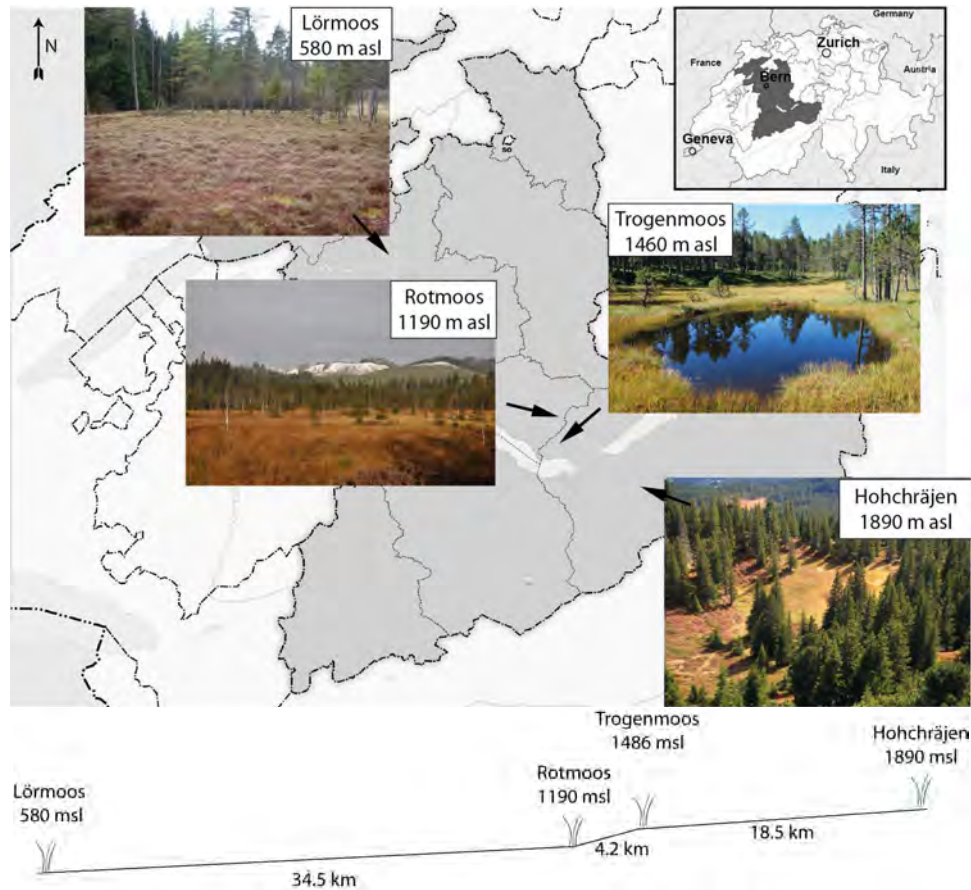 N
Lörmoos
580 m asl
Germany
Zurich
France
Austria
Bern
Geneva
Italy
so
Trogenmoos
1460 m asl
Rotmoos
1190 m asl
Hohchräjen
1890 m asl
Trogenmoos
1486 msl
Hohchräjen
1890 msl
Rotmoos
1190 msl
Lörmoos
580 msl
4.2 km
18.5 km
34.5 km